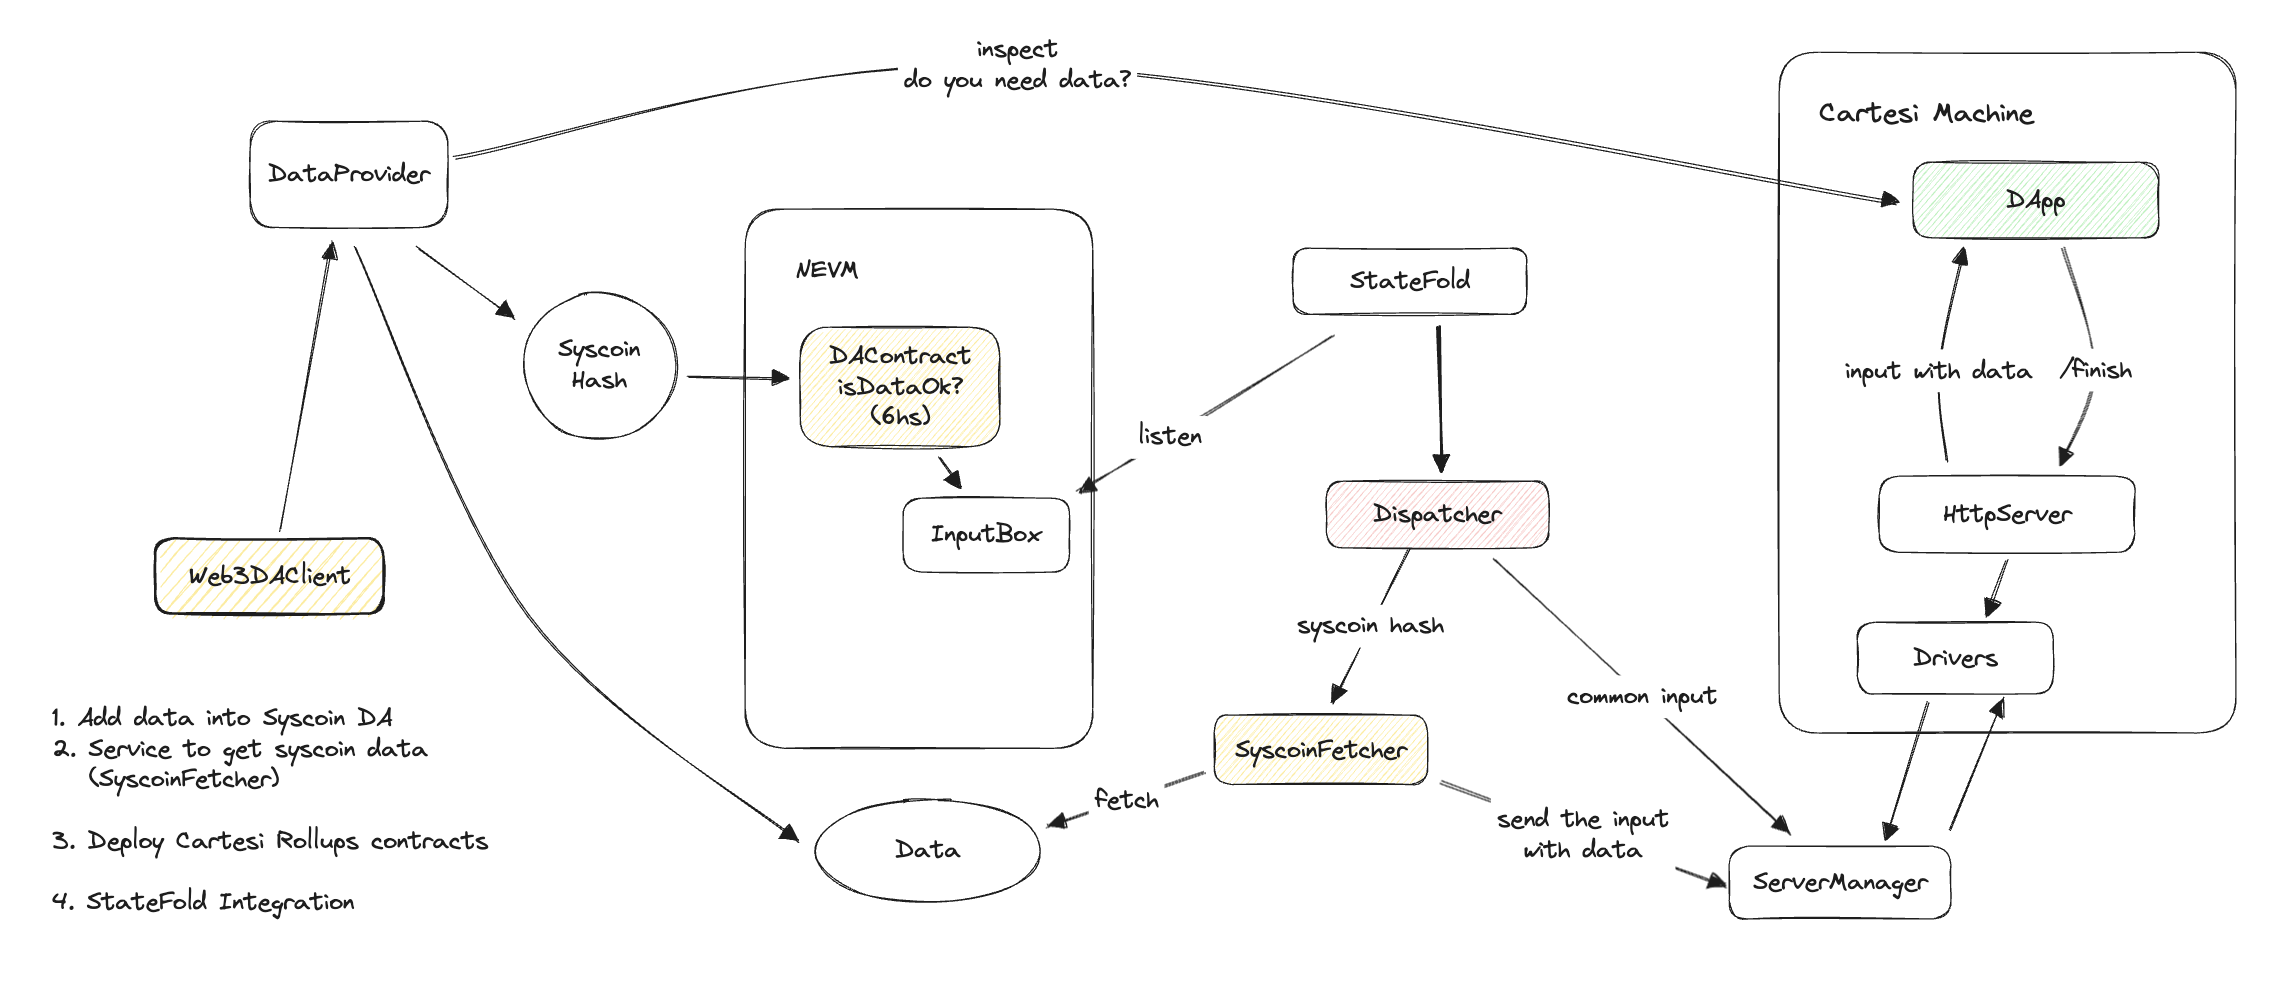 inspect
do you need data?
Cartesi Machine
DataProvider
DApp
NEVM
StateFold
Syscoin
Hash
DAContract
isDataOk?
(6hs)
input with data
/finish
listen
InputBox
Dispatcher
HttpServer
Web3DAClient
syscoin hash
Drivers
common input
1. Add data into Syscoin DA
2. Service to get syscoin data
(SyscoinFetcher)
3. Deploy Cartesi Rollups contracts
4. StateFold Integration
SyscoinFetcher
fetch
send the input
with data
Data
ServerManager